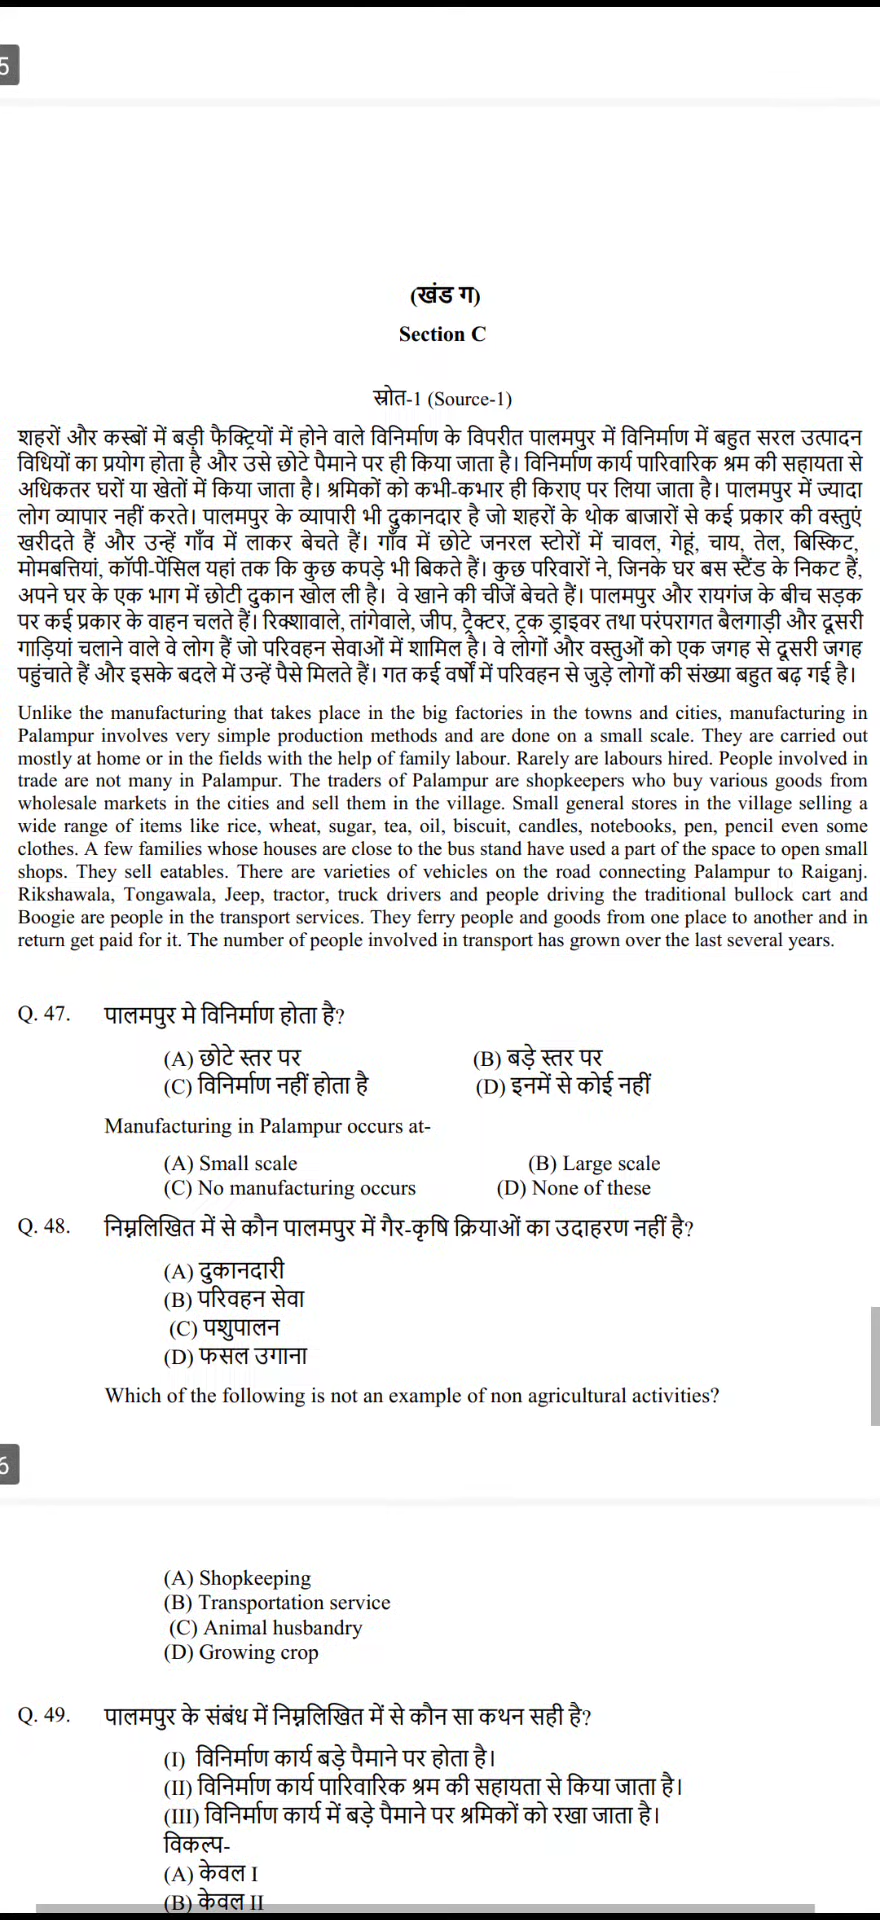 5
(खंड ग)
Section C
स्रोत-1 (Source-1)
शहरों और कस्बों में बड़ी फैक्ट्रियों में होने वाले विनिर्माण के विपरीत पालमपुर में विनिर्माण में बहुत सरल उत्पादन
विधियों का प्रयोग होता है और उसे छोटे पैमाने पर ही किया जाता है। विनिर्माण कार्य पारिवारिक श्रम की सहायता से
अधिकतर घरों या खेतों में किया जाता है। श्रमिकों को कभी-कभार ही किराए पर लिया जाता है। पालमपुर में ज्यादा
लोग व्यापार नहीं करते। पालमपुर के व्यापारी भी दुकानदार है जो शहरों के थोक बाजारों से कई प्रकार की वस्तुएं
खरीदते हैं और उन्हें गाँव में लाकर बेचते हैं। गाँव में छोटे जनरल स्टोरों में चावल, गेहूं, चाय, तेल, बिस्किट,
मोमबत्तियां, कॉपी-पेंसिल यहां तक कि कुछ कपड़े भी बिकते हैं। कुछ परिवारों ने, जिनके घर बस स्टैंड के निकट हैं,
अपने घर के एक भाग में छोटी दुकान खोल ली है। वे खाने की चीजें बेचते हैं। पालमपुर और रायगंज के बीच सड़क
पर कई प्रकार के वाहन चलते हैं। रिक्शावाले, तांगेवाले, जीप, ट्रैक्टर, ट्रक ड्राइवर तथा परंपरागत बैलगाड़ी और दूसरी
गाड़ियां चलाने वाले वे लोग हैं जो परिवहन सेवाओं में शामिल है। वे लोगों और वस्तुओं को एक जगह से दूसरी जगह
पहुंचाते हैं और इसके बदले में उन्हें पैसे मिलते हैं। गत कई वर्षों में परिवहन से जुड़े लोगों की संख्या बहुत बढ़ गई है।
Unlike the manufacturing that takes place in the big factories in the towns and cities, manufacturing in
Palampur involves very simple production methods and are done on a small scale. They are carried out
mostly at home or in the fields with the help of family labour. Rarely are labours hired. People involved in
trade are not many in Palampur. The traders of Palampur are shopkeepers who buy various goods from
wholesale markets in the cities and sell them in the village. Small general stores in the village selling a
wide range of items like rice, wheat, sugar, tea, oil, biscuit, candles, notebooks, pen, pencil even some
clothes. A few families whose houses are close to the bus stand have used a part of the space to open small
shops. They sell eatables. There are varieties of vehicles on the road connecting Palampur to Raiganj.
Rikshawala, Tongawala, Jeep, tractor, truck drivers and people driving the traditional bullock cart and
Boogie are people in the transport services. They ferry people and goods from one place to another and in
return get paid for it. The number of people involved in transport has grown over the last several years.
Q. 47. पालमपुर मे विनिर्माण होता है?
(A) छोटे स्तर पर (B) बड़े स्तर पर
(C) विनिर्माण नहीं होता है (D) इनमें से कोई नहीं
Manufacturing in Palampur occurs at-
(A) Small scale (B) Large scale
(C) No manufacturing occurs (D) None of these
Q. 48. निम्नलिखित में से कौन पालमपुर में गैर-कृषि क्रियाओं का उदाहरण नहीं है?
(A) दुकानदारी
(B) परिवहन सेवा
(C) पशुपालन
(D) फसल उगाना
Which of the following is not an example of non agricultural activities?
6
(A) Shopkeeping
(B) Transportation service
(C) Animal husbandry
(D) Growing crop
Q. 49. पालमपुर के संबंध में निम्नलिखित में से कौन सा कथन सही है?
(I) विनिर्माण कार्य बड़े पैमाने पर होता है।
(II) विनिर्माण कार्य पारिवारिक श्रम की सहायता से किया जाता है।
(III) विनिर्माण कार्य में बड़े पैमाने पर श्रमिकों को रखा जाता है।
विकल्प-
(A) केवल I
(B) केवल II